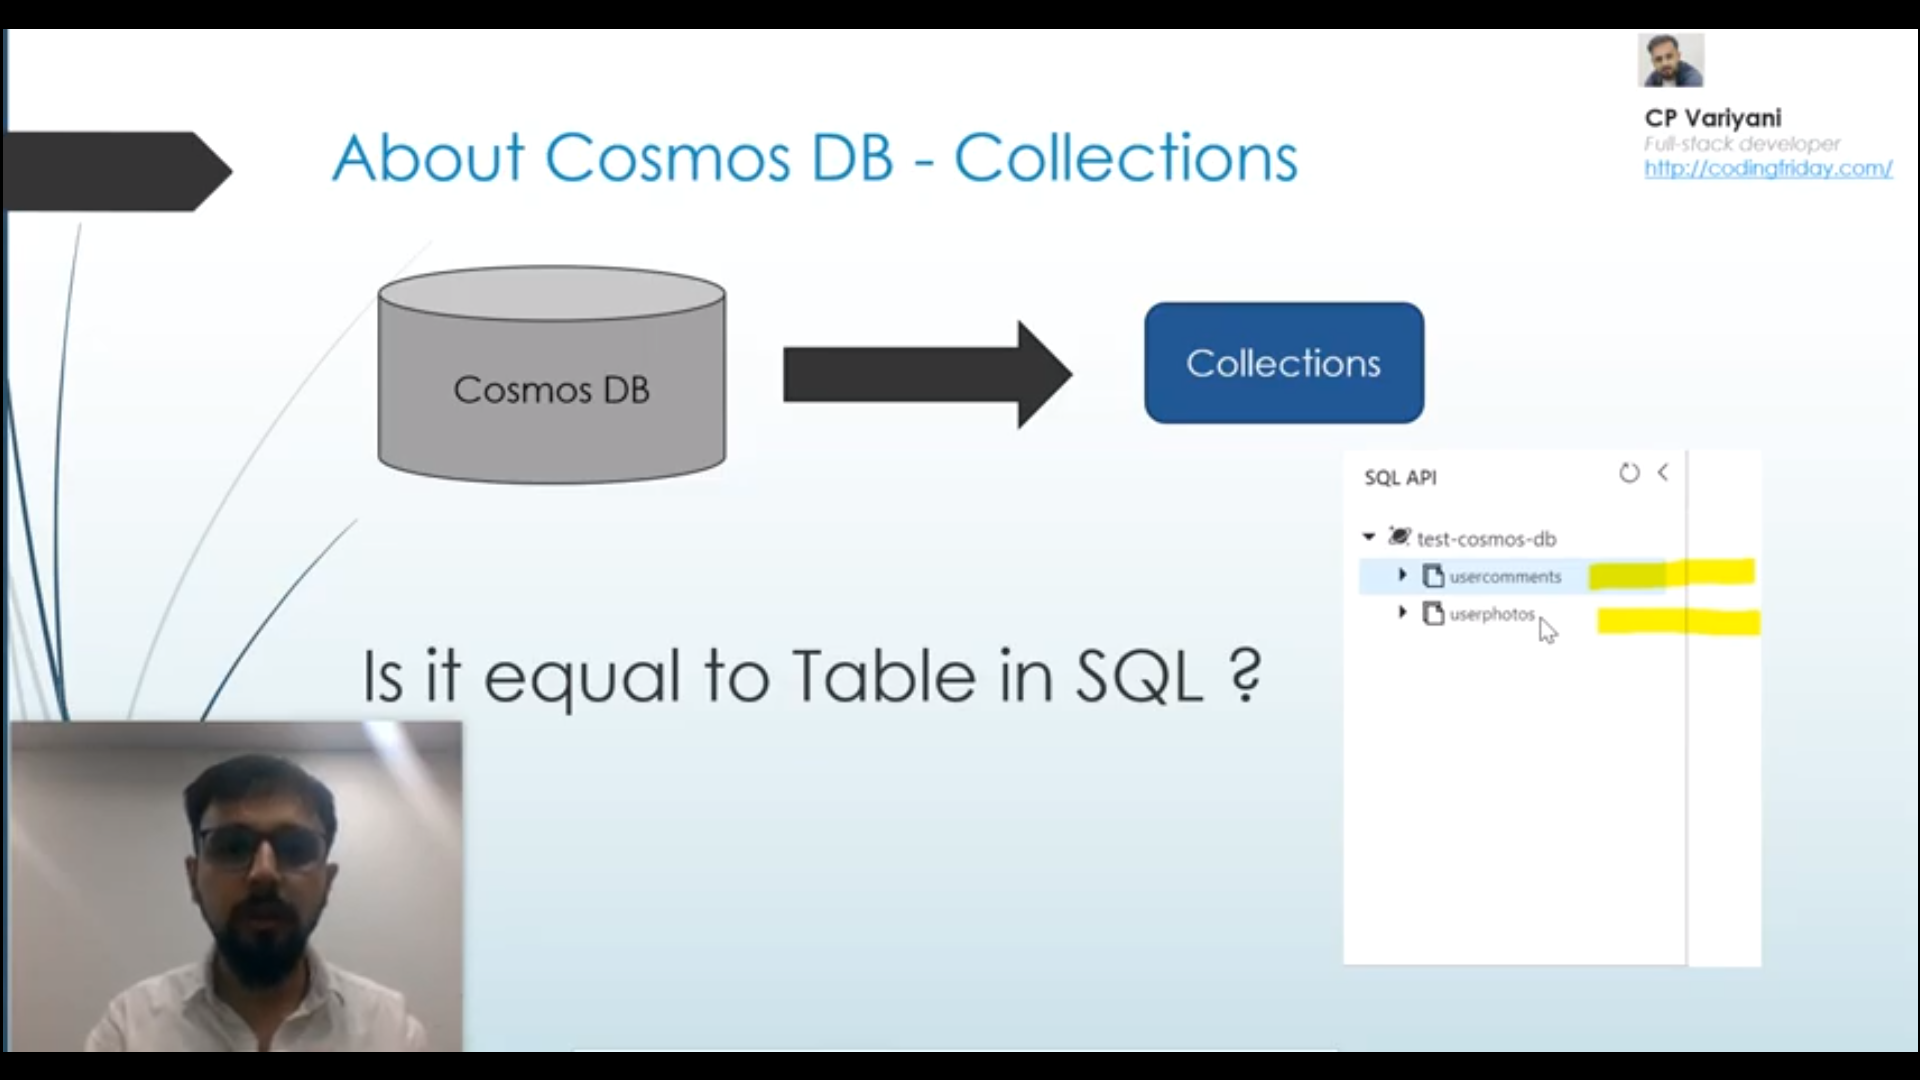 CP Variyani
Full-stack developer
http://codingfriday.com/
About Cosmos DB - Collections
Cosmos DB
Collections
SQL API
test-cosmos-db
usercomments
userphotos
Is it equal to Table in SQL ?